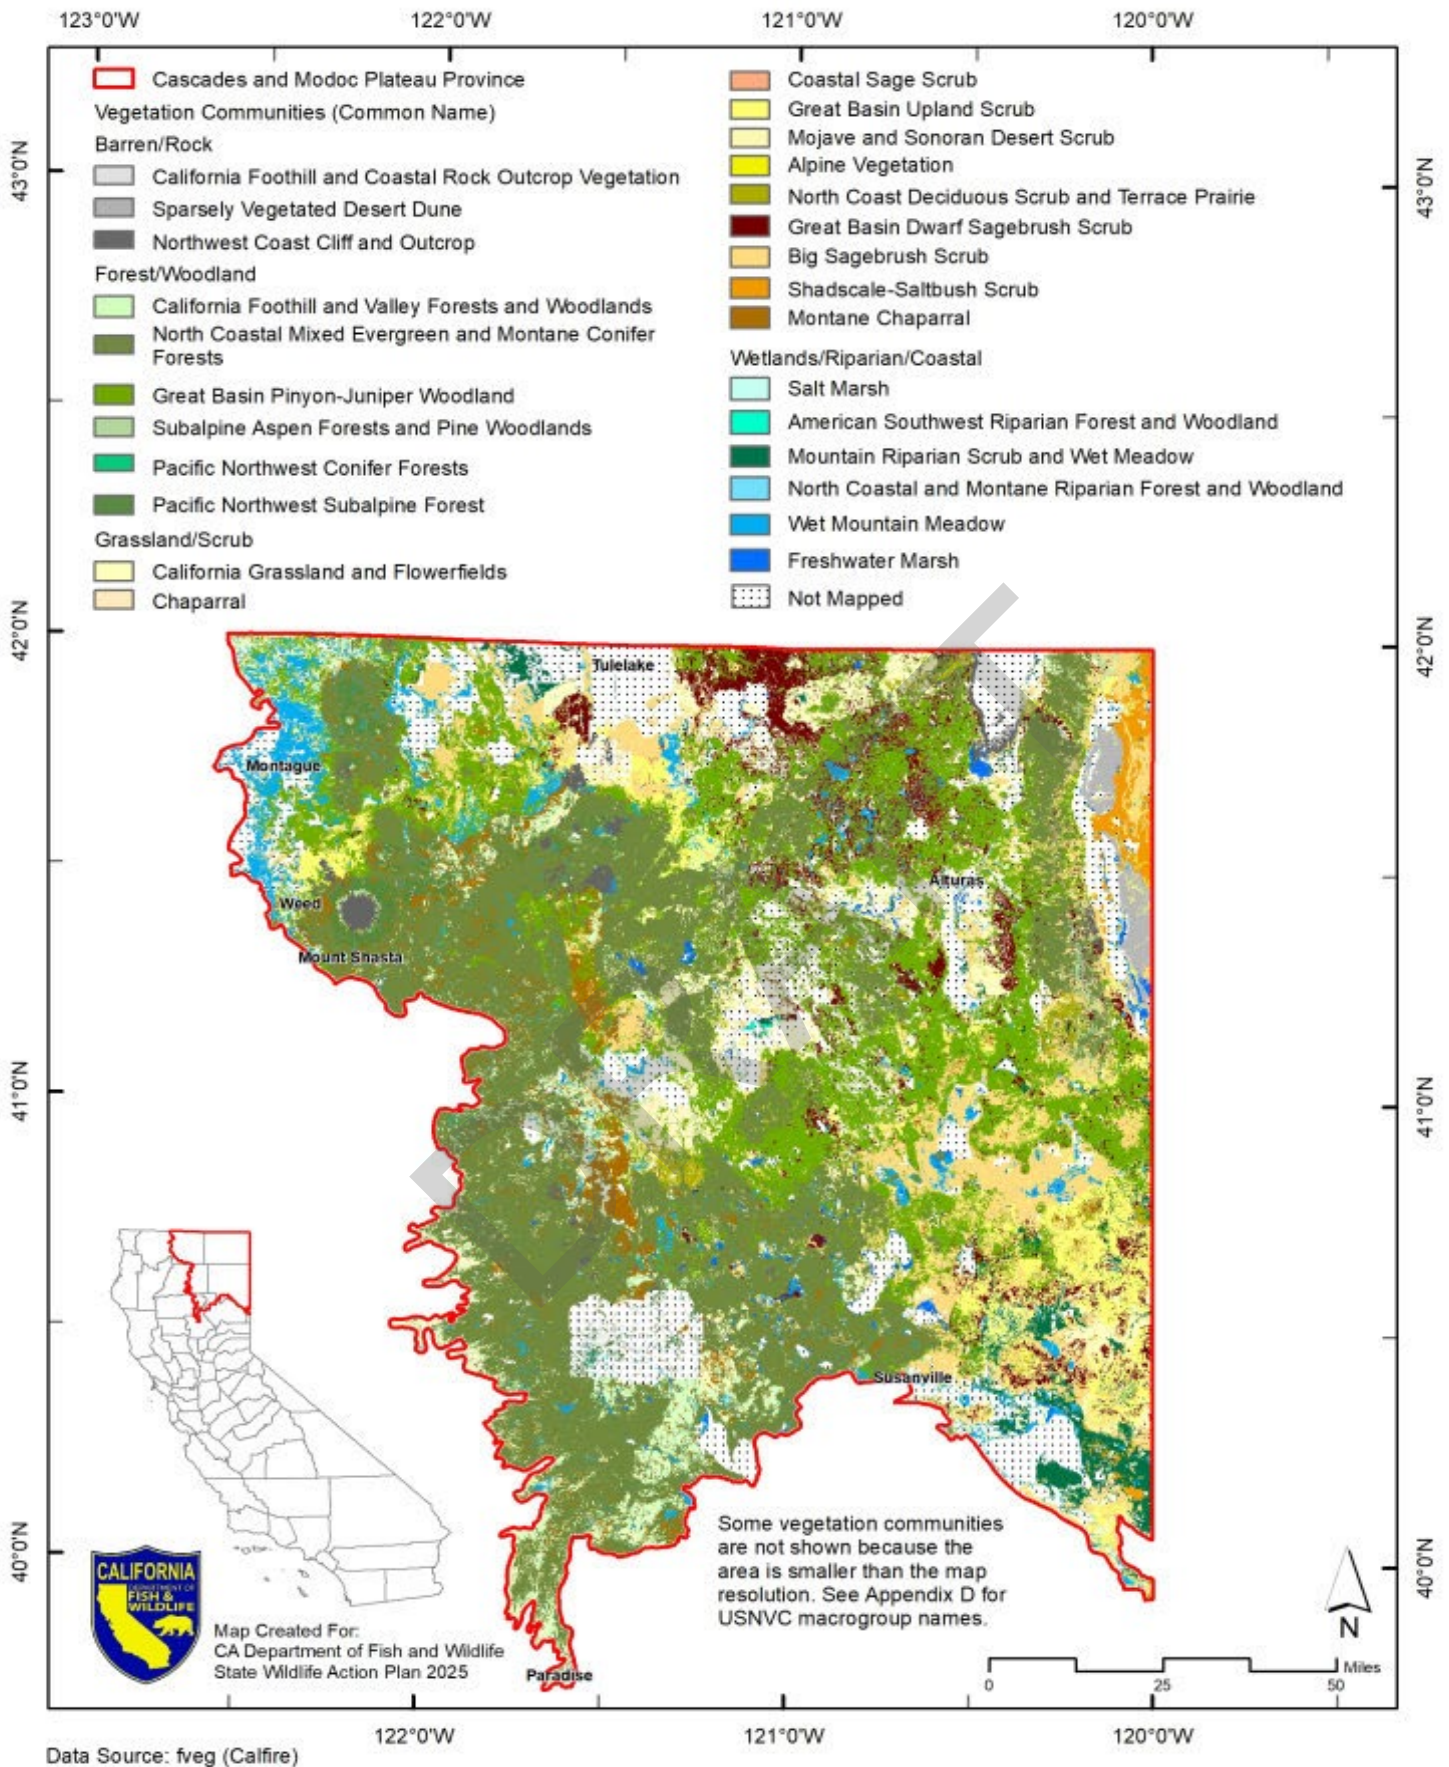 123°0'W 122°0'W 121°0'W 120°0'W
Cascades and Modoc Plateau Province
Vegetation Communities (Common Name)
Barren/Rock
California Foothill and Coastal Rock Outcrop Vegetation
Sparsely Vegetated Desert Dune
Northwest Coast Cliff and Outcrop
Forest/Woodland
California Foothill and Valley Forests and Woodlands
North Coastal Mixed Evergreen and Montane Conifer
Forests
Great Basin Pinyon-Juniper Woodland
Subalpine Aspen Forests and Pine Woodlands
Pacific Northwest Conifer Forests
Pacific Northwest Subalpine Forest
Grassland/Scrub
California Grassland and Flowerfields
Chaparral
Coastal Sage Scrub
Great Basin Upland Scrub
Mojave and Sonoran Desert Scrub
Alpine Vegetation
North Coast Deciduous Scrub and Terrace Prairie
Great Basin Dwarf Sagebrush Scrub
Big Sagebrush Scrub
Shadscale-Saltbush Scrub
Montane Chaparral
Wetlands/Riparian/Coastal
Salt Marsh
American Southwest Riparian Forest and Woodland
Mountain Riparian Scrub and Wet Meadow
North Coastal and Montane Riparian Forest and Woodland
Wet Mountain Meadow
Freshwater Marsh
Not Mapped
43°0'N
43°0'N
42°0'N
42°0'N
41°0'N
41°0'N
40°0'N
40°0'N
Tulelake
Montague
Alturas
Weed
Mount Shasta
Susanville
Paradise
DRAFT
Some vegetation communities
are not shown because the
area is smaller than the map
resolution. See Appendix D for
USNVC macrogroup names.
CALIFORNIA
DEPARTMENT OF
FISH &
WILDLIFE
Map Created For:
CA Department of Fish and Wildlife
State Wildlife Action Plan 2025
N
Miles
0 25 50
122°0'W 121°0'W 120°0'W
Data Source: fveg (Calfire)